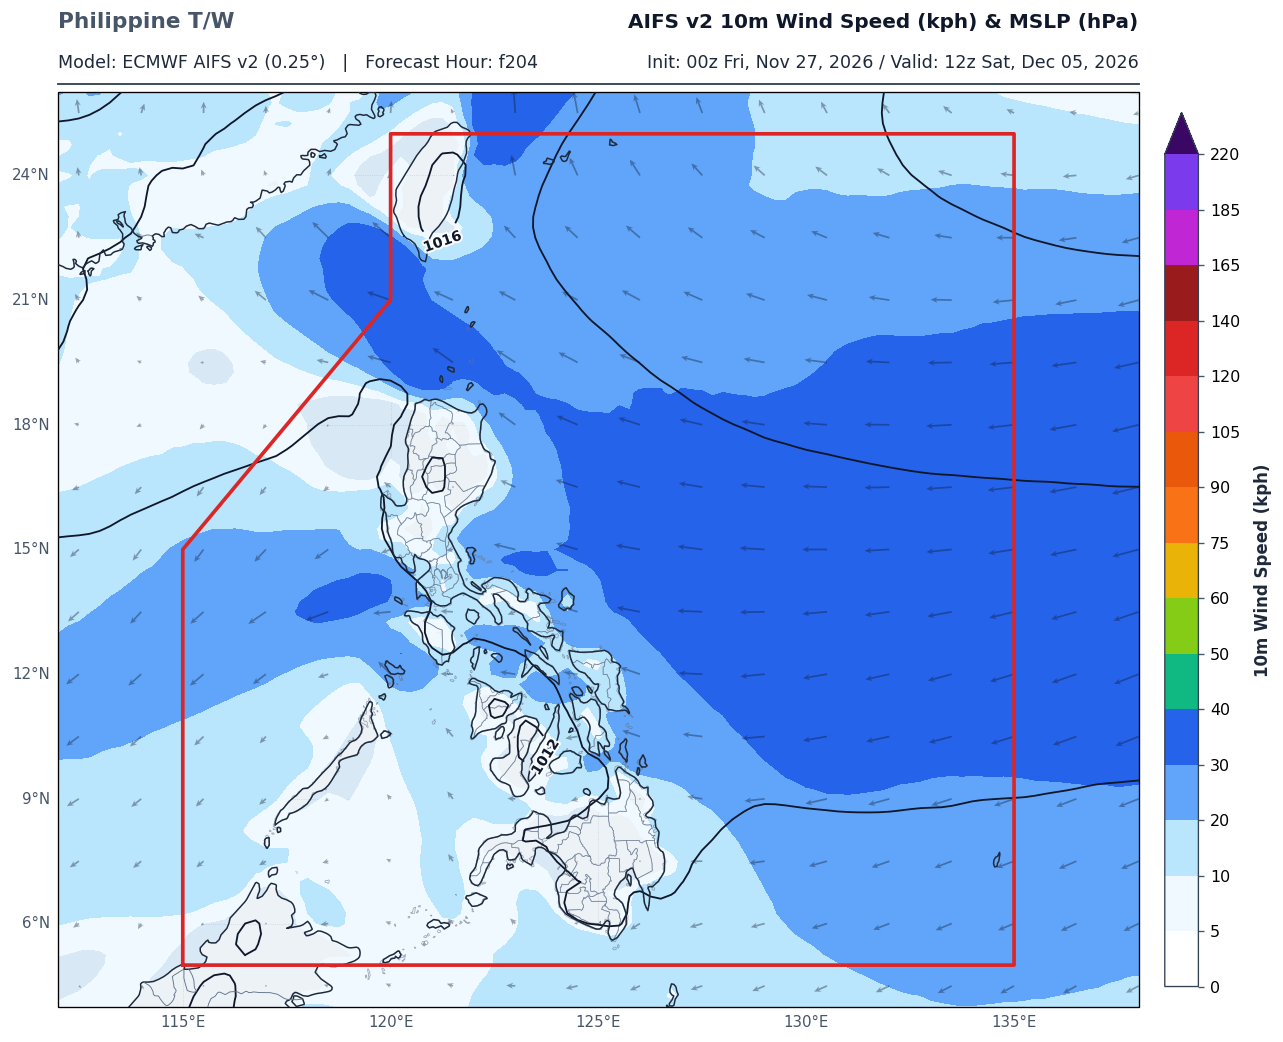 Philippine T/W
AIFS v2 10m Wind Speed (kph) & MSLP (hPa)
Model: ECMWF AIFS v2 (0.25°)   |   Forecast Hour: f204
Init: 00z Fri, Nov 27, 2026 / Valid: 12z Sat, Dec 05, 2026
24°N
21°N
18°N
15°N
12°N
9°N
6°N
115°E
120°E
125°E
130°E
135°E
1016
1012
220
185
165
140
120
105
90
75
60
50
40
30
20
10
5
0
10m Wind Speed (kph)